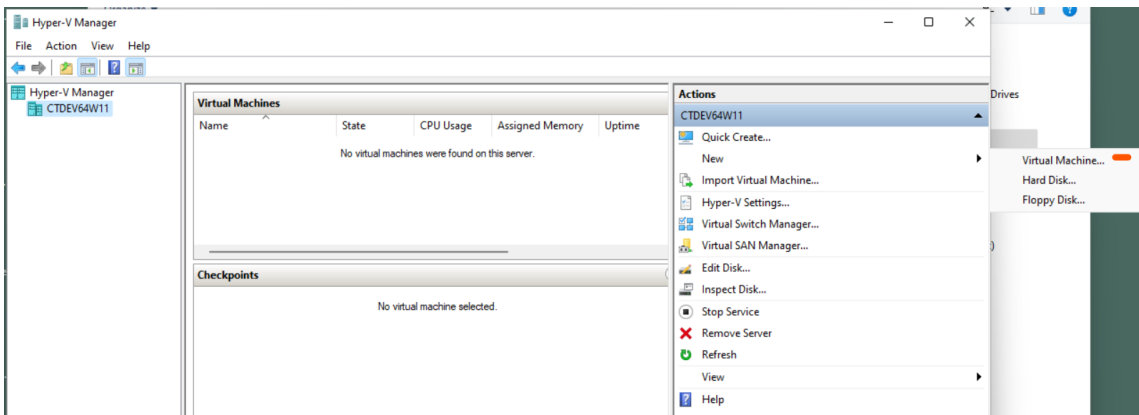 Hyper-V Manager
File Action View Help
Hyper-V Manager
CTDEV64W11
Virtual Machines
Name State CPU Usage Assigned Memory Uptime
No virtual machines were found on this server.
Checkpoints
No virtual machine selected.
Actions
CTDEV64W11
Quick Create...
New
Import Virtual Machine...
Hyper-V Settings...
Virtual Switch Manager...
Virtual SAN Manager...
Edit Disk...
Inspect Disk...
Stop Service
Remove Server
Refresh
View
Help
Drives
Virtual Machine...
Hard Disk...
Floppy Disk...